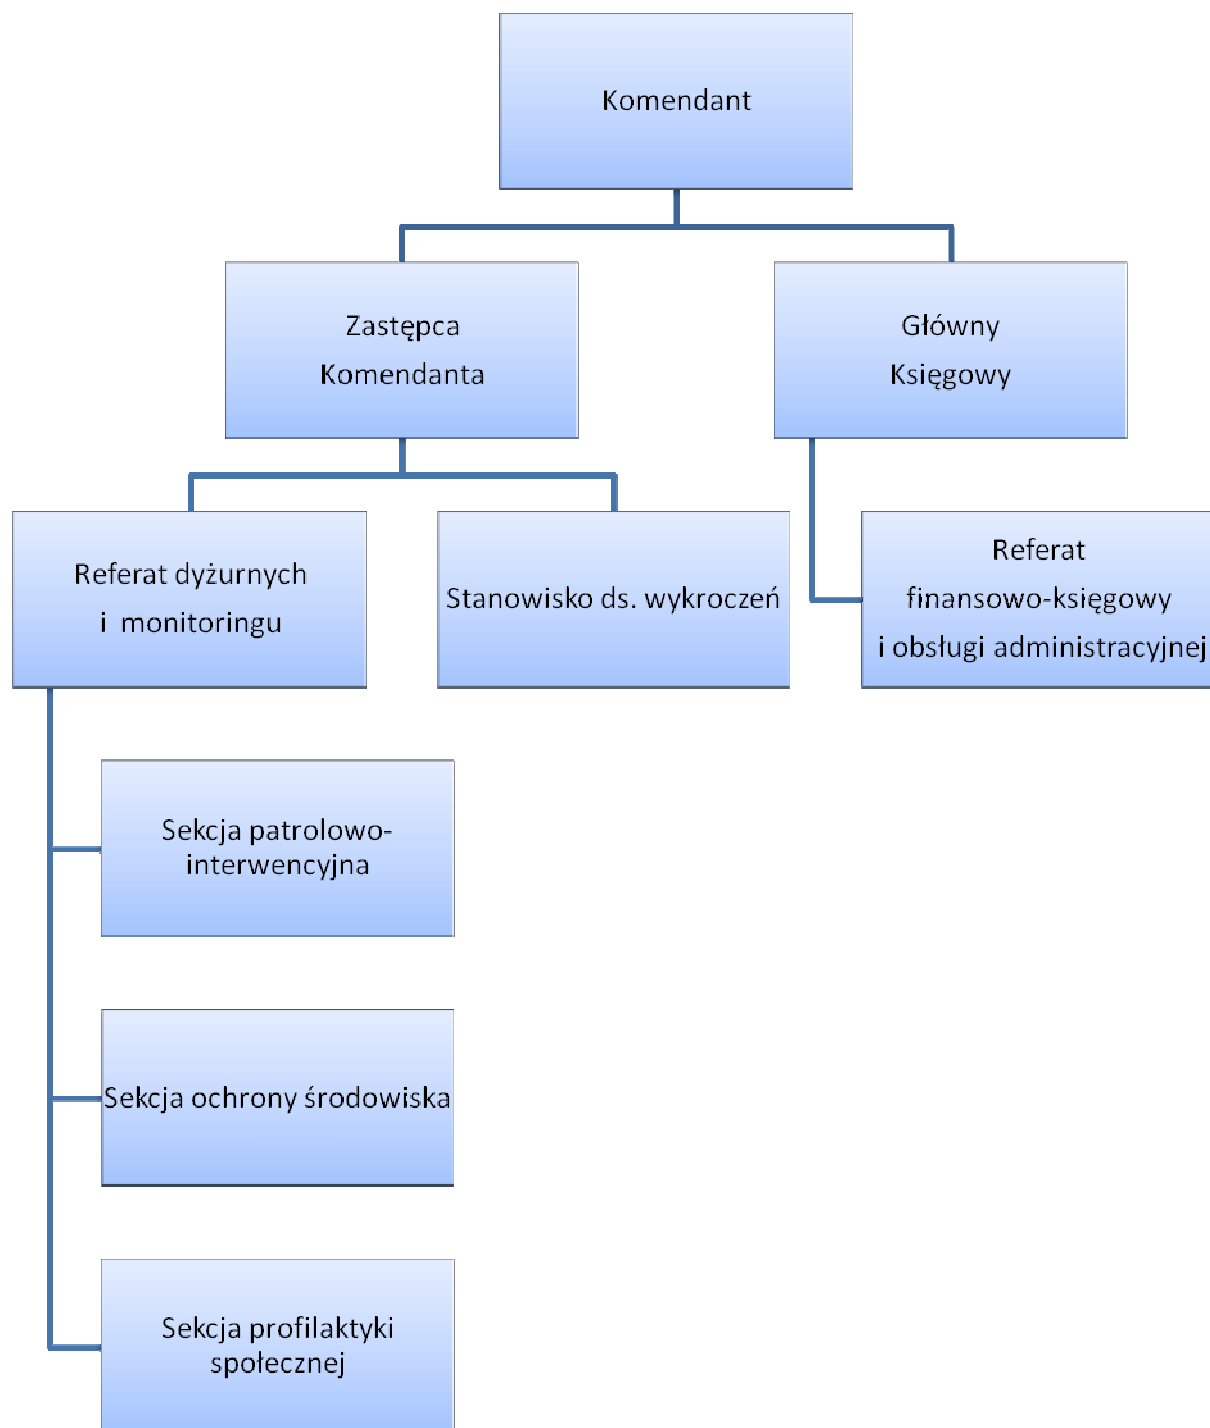 Komendant
Zastępca
Komendanta
Główny
Księgowy
Referat dyżurnych
i monitoringu
Stanowisko ds. wykroczeń
Referat
finansowo-księgowy
i obsługi administracyjnej
Sekcja patrolowo-
interwencyjna
Sekcja ochrony środowiska
Sekcja profilaktyki
społecznej